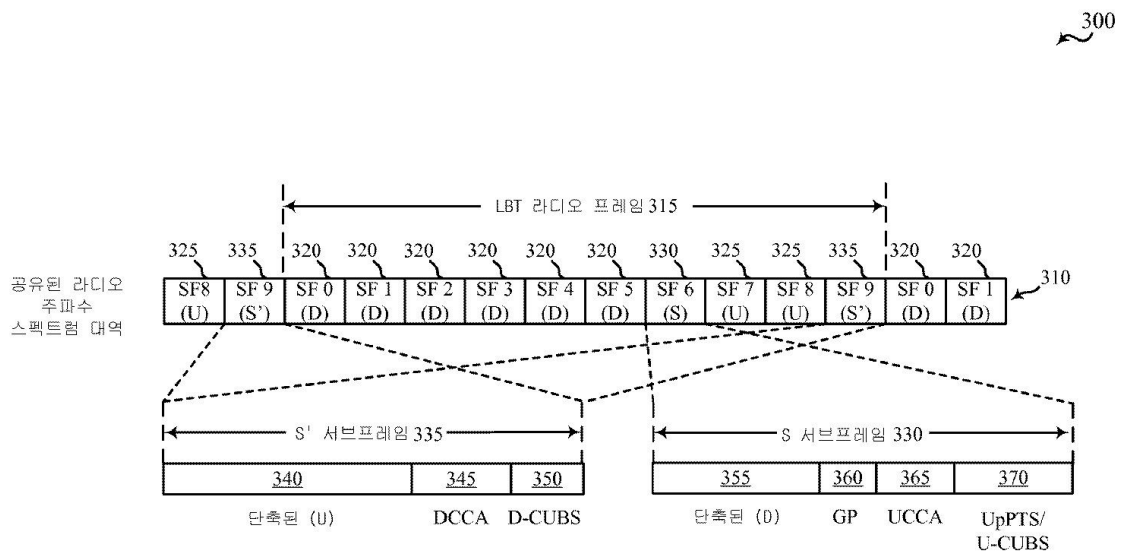 300
LBT 라디오 프레임 315
325 335 320 320 320 320 320 320 330 325 325 335 320 320
공유된 라디오
주파수
스펙트럼 대역
SF 8 SF 9 SF 0 SF 1 SF 2 SF 3 SF 4 SF 5 SF 6 SF 7 SF 8 SF 9 SF 0 SF 1
(U) (S') (D) (D) (D) (D) (D) (D) (S) (U) (U) (S') (D) (D)
310
S' 서브프레임 335
S 서브프레임 330
340 345 350
355 360 365 370
단축된 (U) DCCA D-CUBS
단축된 (D) GP UCCA UpPTS/
U-CUBS